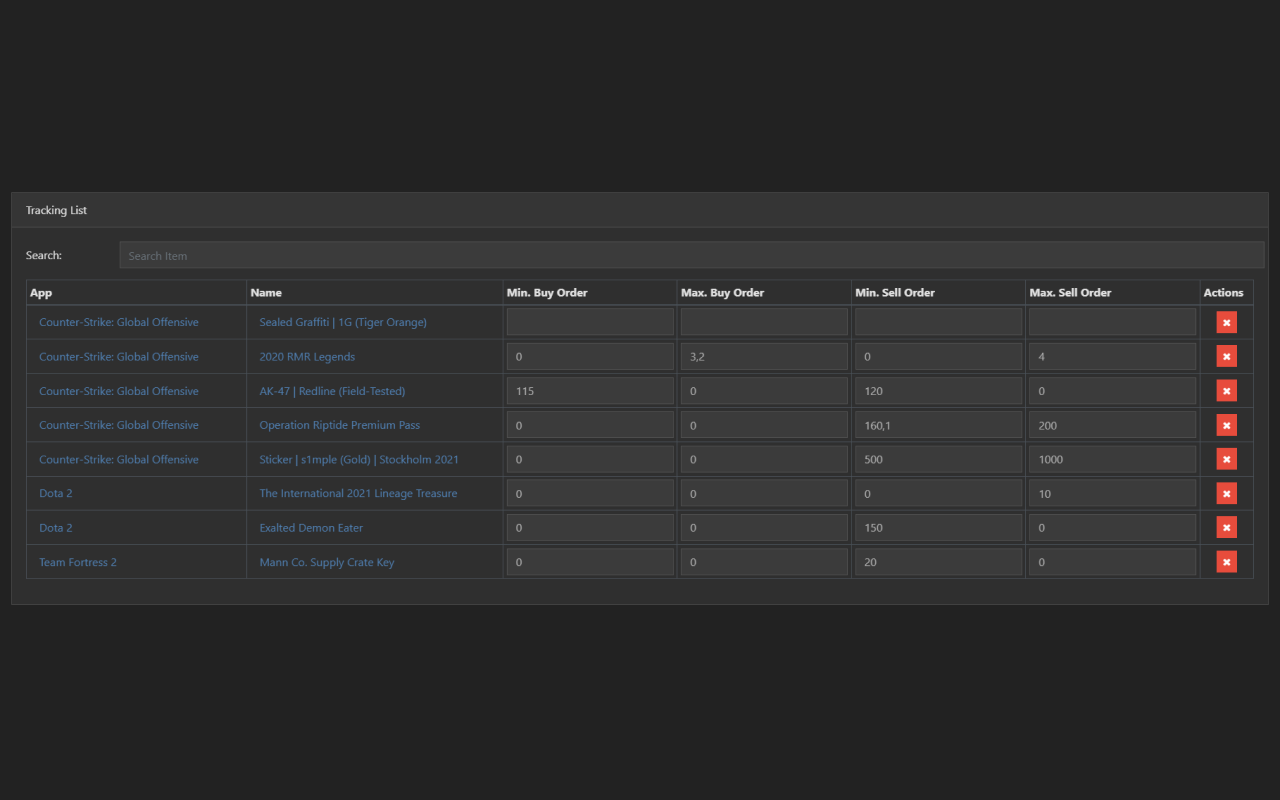 Tracking List
Search: Search Item
App Name Min. Buy Order Max. Buy Order Min. Sell Order Max. Sell Order Actions
Counter-Strike: Global Offensive Sealed Graffiti | 1G (Tiger Orange)
Counter-Strike: Global Offensive 2020 RMR Legends 0 3,2 0 4
Counter-Strike: Global Offensive AK-47 | Redline (Field-Tested) 115 0 120 0
Counter-Strike: Global Offensive Operation Riptide Premium Pass 0 0 160,1 200
Counter-Strike: Global Offensive Sticker | s1mple (Gold) | Stockholm 2021 0 0 500 1000
Dota 2 The International 2021 Lineage Treasure 0 0 0 10
Dota 2 Exalted Demon Eater 0 0 150 0
Team Fortress 2 Mann Co. Supply Crate Key 0 0 20 0